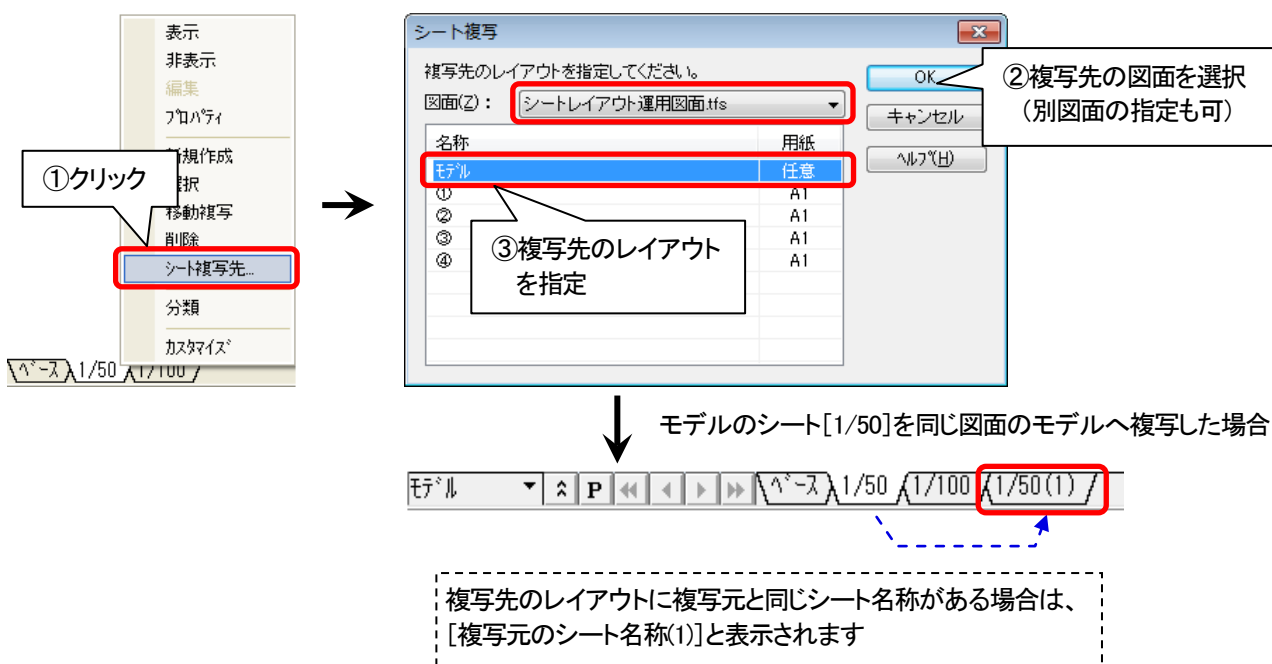 表示
非表示
編集
プロパティ
新規作成
選択
移動複写
削除
シート複写先...
分類
カスタマイズ
①クリック
ベース 1/50 1/100
シート複写
複写先のレイアウトを指定してください。
図面(Z)： シートレイアウト運用図面.tfs
名称 用紙
モデル 任意
① A1
② A1
③ A1
④ A1
OK
キャンセル
ヘルプ(H)
②複写先の図面を選択
（別図面の指定も可）
③複写先のレイアウト
を指定
モデルのシート[1/50]を同じ図面のモデルへ複写した場合
モデル P ベース 1/50 1/100 1/50(1)
複写先のレイアウトに複写元と同じシート名称がある場合は、
[複写元のシート名称(1)]と表示されます